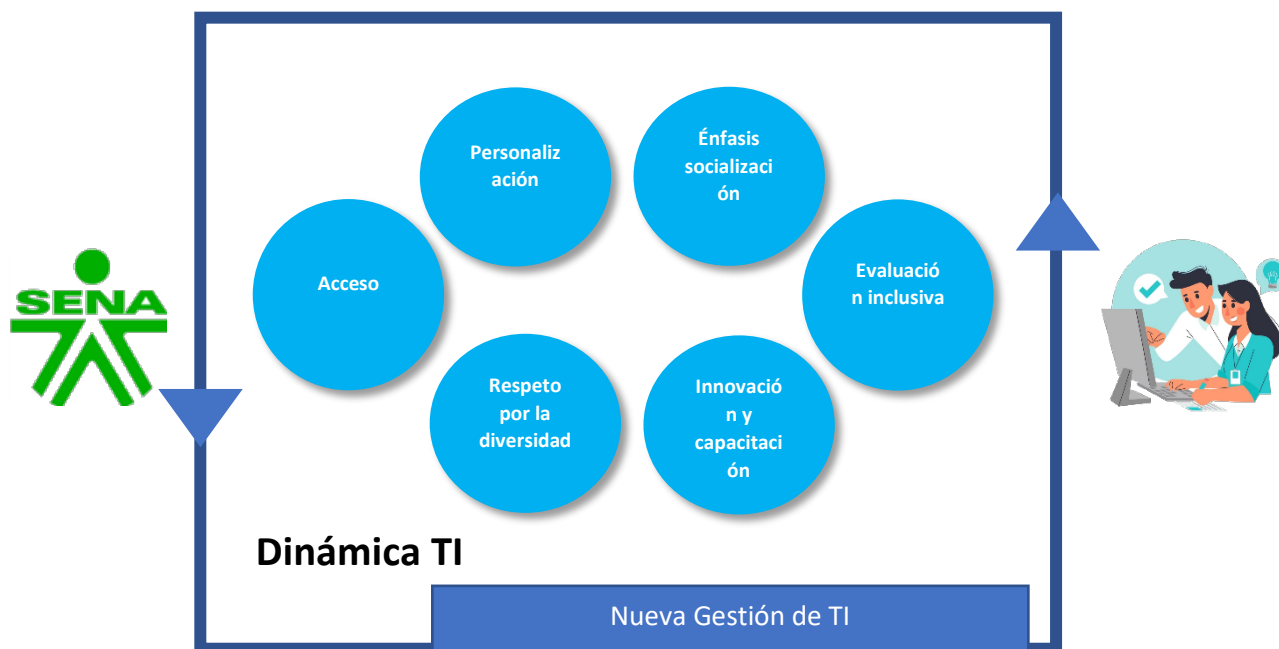 Personaliz
ación
Énfasis
socializaci
ón
Acceso
Evaluació
n inclusiva
SENA
Respeto
por la
diversidad
Innovació
n y
capacitaci
ón
Dinámica TI
Nueva Gestión de TI